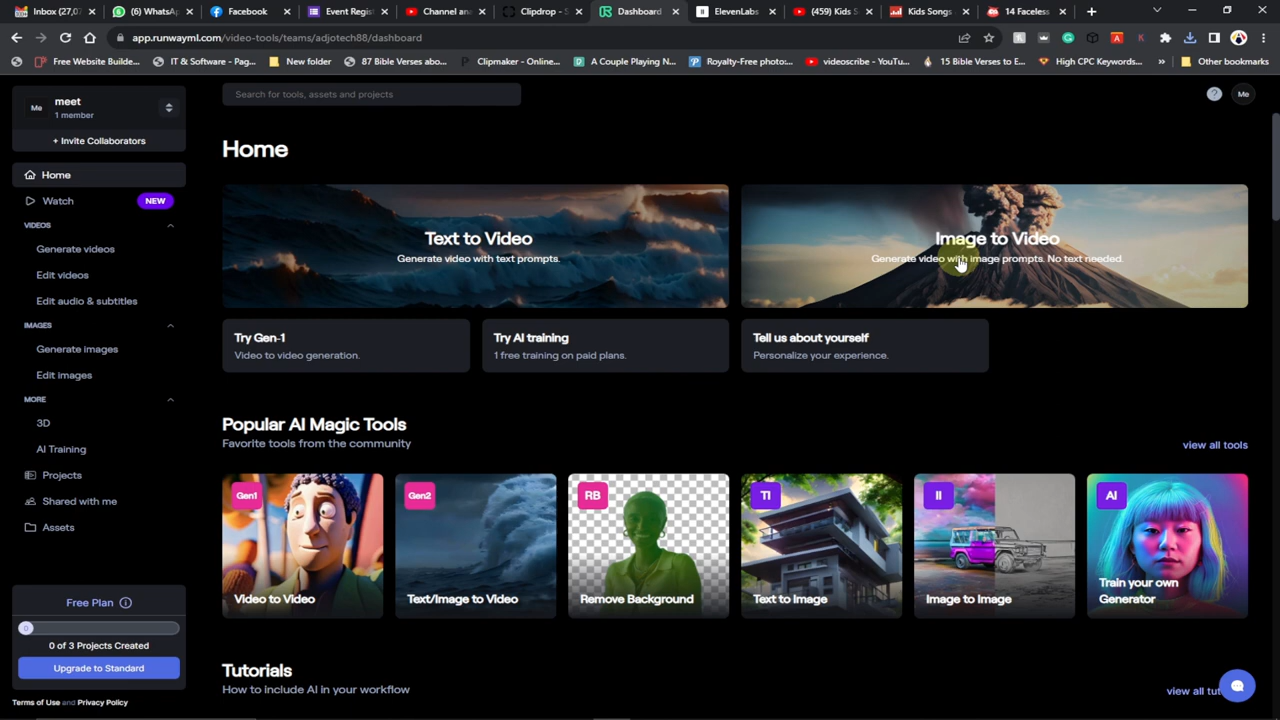 Inbox (27,07
(6) WhatsAp
Facebook
Event Regis
Channel an
Clipdrop - S
Dashboard
ElevenLabs
(459) Kids S
Kids Songs
14 Faceless
app.runwayml.com/video-tools/teams/adjotech88/dashboard
Free Website Builde...
IT & Software - Pag...
New folder
87 Bible Verses abo...
Clipmaker - Online...
A Couple Playing N...
Royalty-Free photo:...
videoscribe - YouTu...
15 Bible Verses to E...
High CPC Keywords...
»
Other bookmarks
Me
meet
1 member
+ Invite Collaborators
Search for tools, assets and projects
?
Me
Home
Watch
NEW
VIDEOS
Generate videos
Edit videos
Edit audio & subtitles
IMAGES
Generate images
Edit images
MORE
3D
AI Training
Projects
Shared with me
Assets
Free Plan
0
0 of 3 Projects Created
Upgrade to Standard
Terms of Use and Privacy Policy
Home
Text to Video
Generate video with text prompts.
Image to Video
Generate video with image prompts. No text needed.
Try Gen-1
Video to video generation.
Try AI training
1 free training on paid plans.
Tell us about yourself
Personalize your experience.
Popular AI Magic Tools
Favorite tools from the community
view all tools
Gen1
Video to Video
Gen2
Text/Image to Video
RB
Remove Background
TI
Text to Image
II
Image to Image
AI
Train your own
Generator
Tutorials
How to include AI in your workflow
view all tut